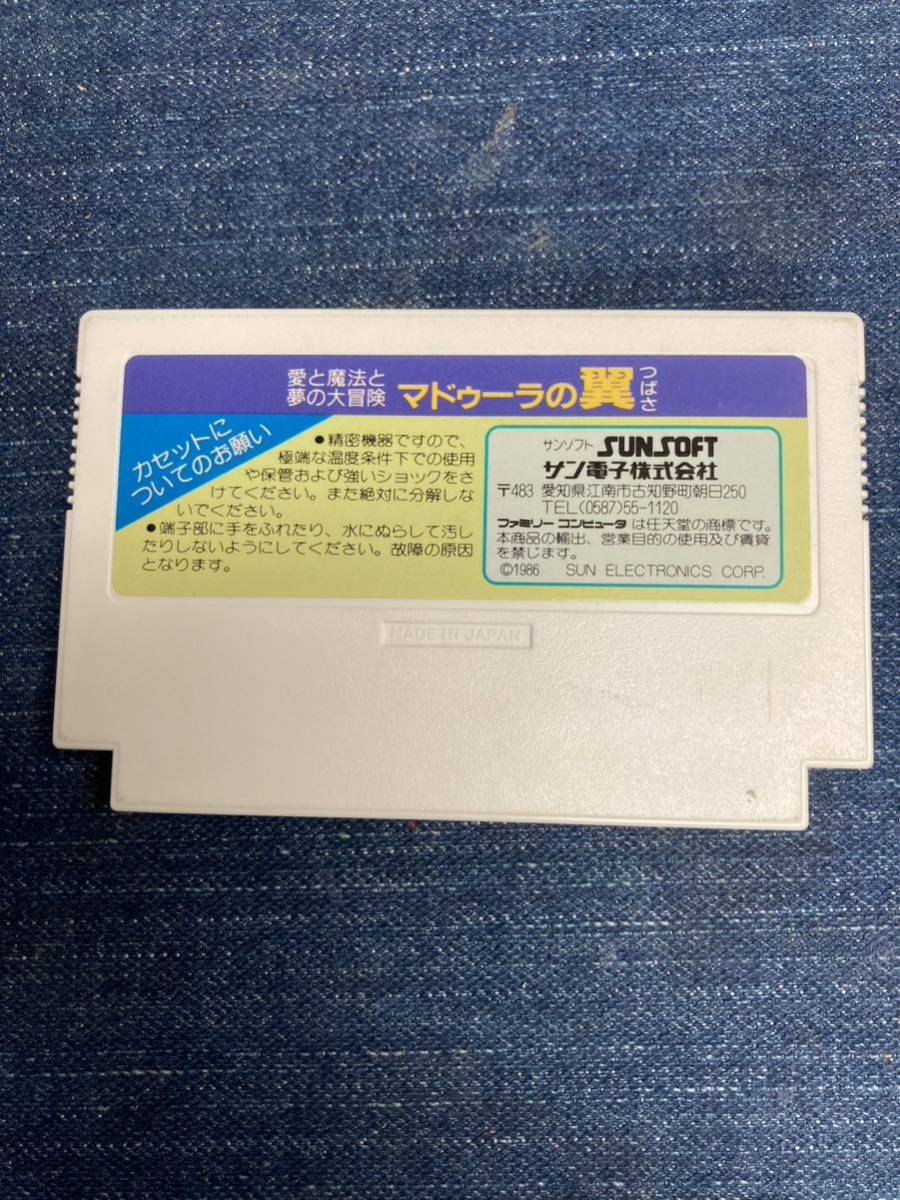 愛と魔法と
夢の大冒険
マドゥーラの翼
つばさ
カセットに
ついてのお願い
●精密機器ですので、
極端な温度条件下での使用
や保管および強いショックをさ
けてください。また絶対に分解しな
いでください。
●端子部に手をふれたり、水にぬらして汚し
たりしないようにしてください。故障の原因
となります。
サンソフト SUNSOFT
サン電子株式会社
〒483 愛知県江南市古知野町朝日250
TEL(0587)55-1120
ファミリーコンピュータは任天堂の商標です。
本商品の輸出、営業目的の使用及び賃貸
を禁じます。
©1986 SUN ELECTRONICS CORP.
MADE IN JAPAN